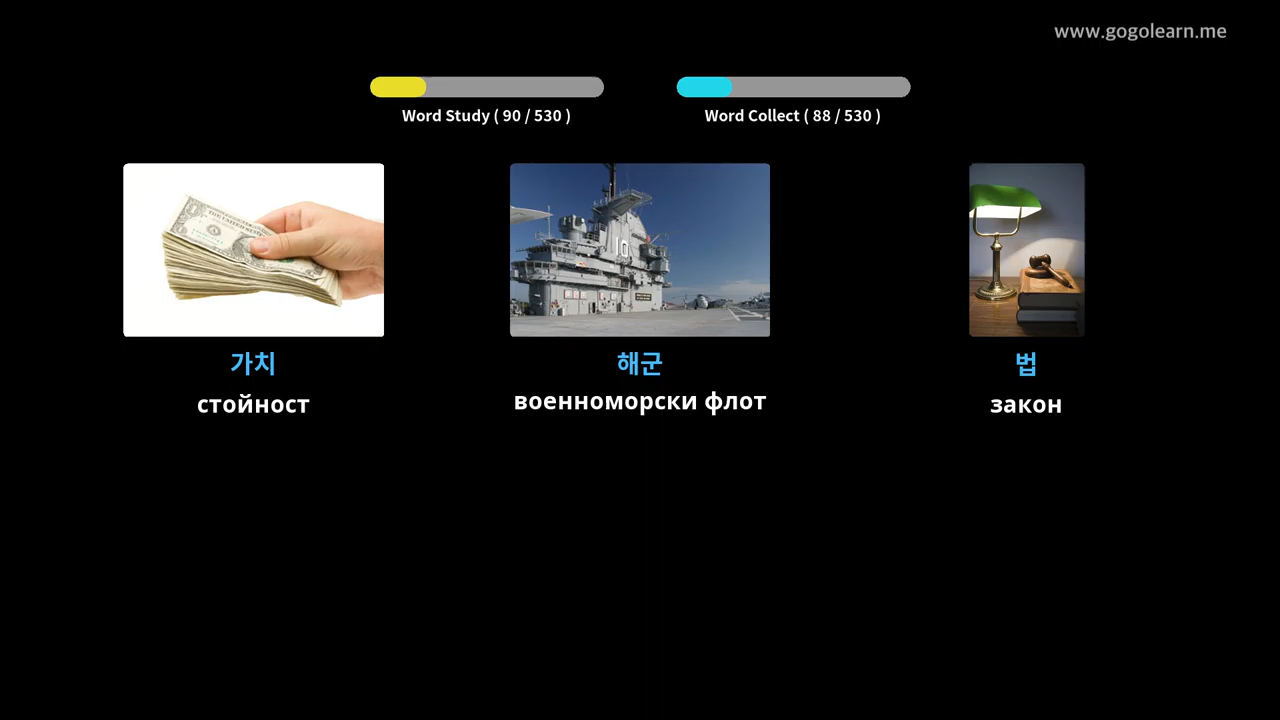 www.gogolearn.me
Word Study ( 90 / 530 )
Word Collect ( 88 / 530 )
가치
해군
법
стойност
военноморски флот
закон
16